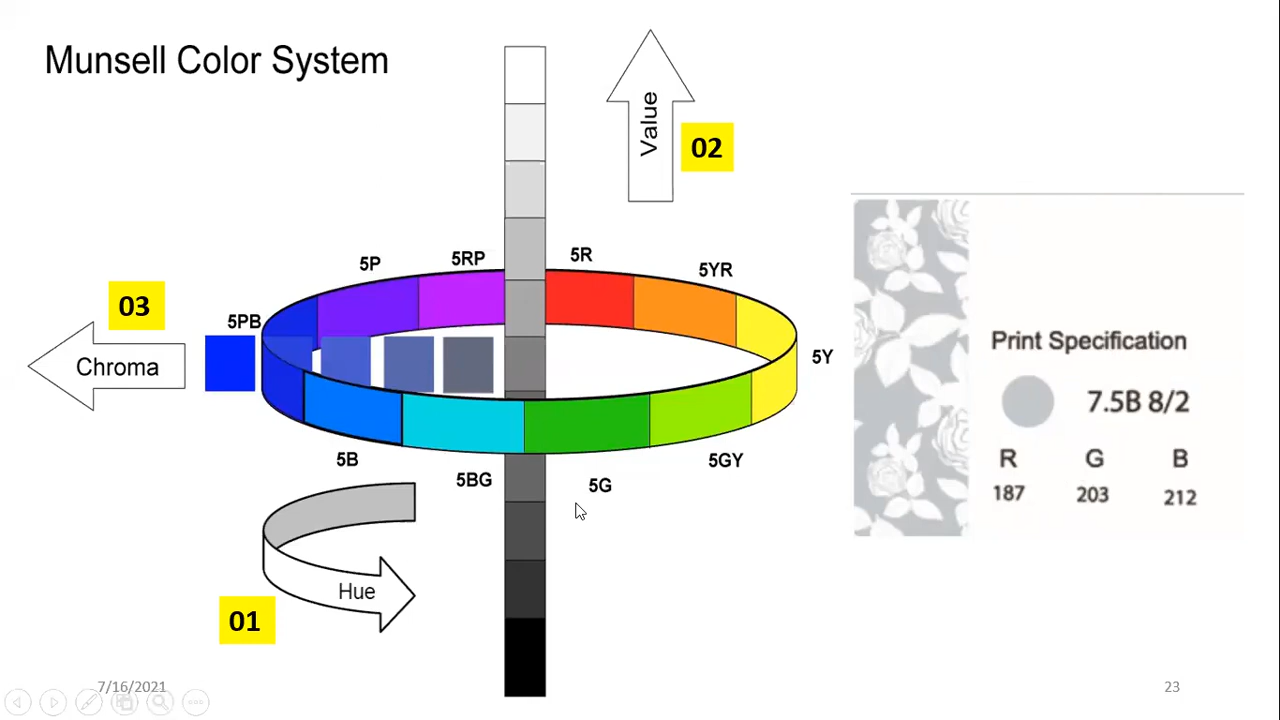 Munsell Color System
Value
02
5P
5RP
5R
5YR
03
5PB
Chroma
5Y
5B
5BG
5G
5GY
Hue
01
Print Specification
7.5B 8/2
R G B
187 203 212
7/16/2021
23